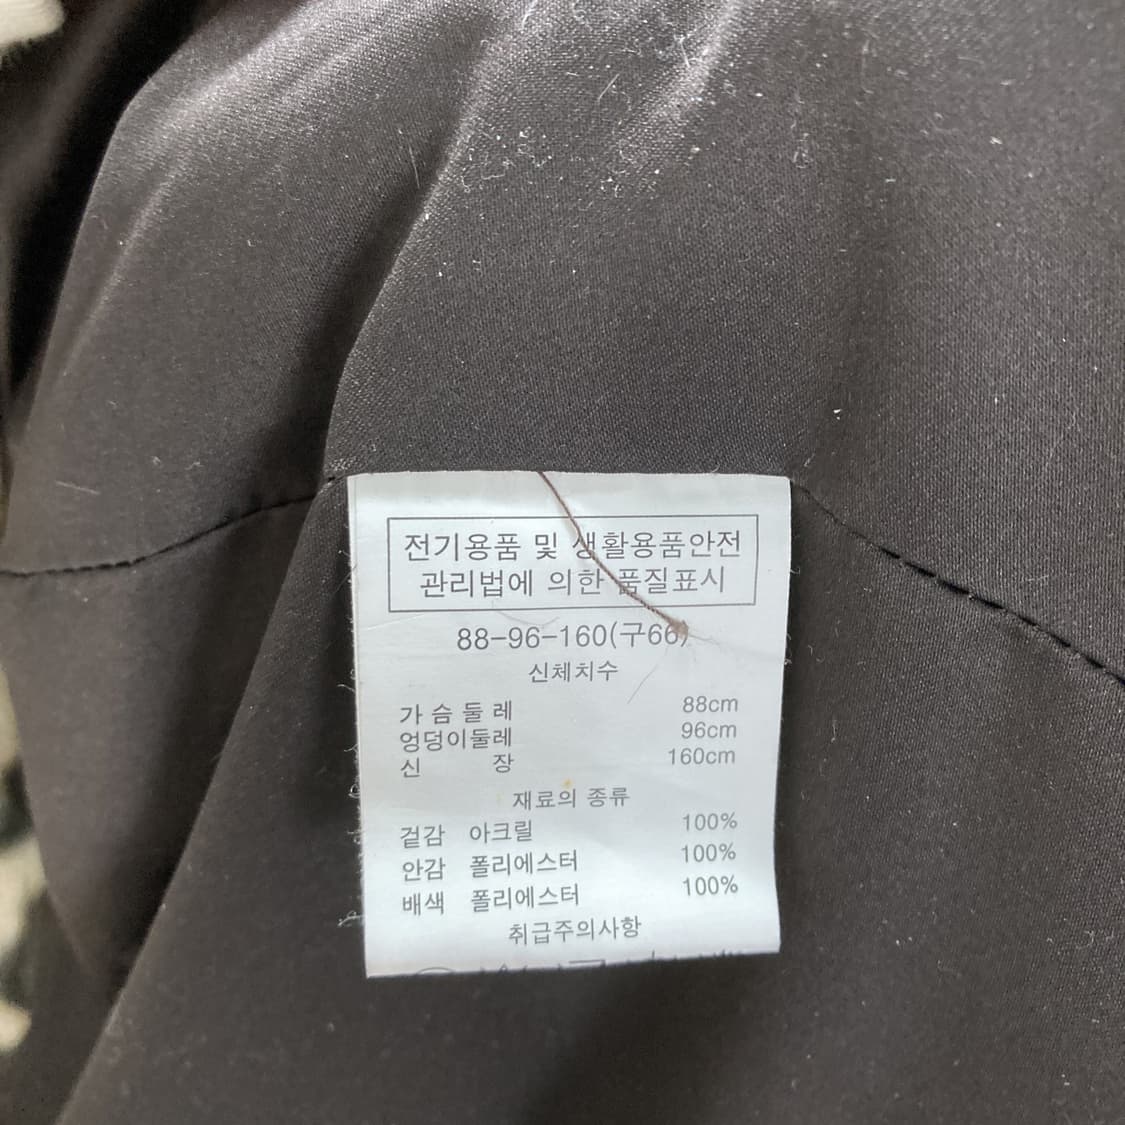 전기용품 및 생활용품안전
관리법에 의한 품질표시
88-96-160(구66)
신체치수
가슴둘레 88cm
엉덩이둘레 96cm
신 장 160cm
재료의 종류
겉감 아크릴 100%
안감 폴리에스터 100%
배색 폴리에스터 100%
취급주의사항